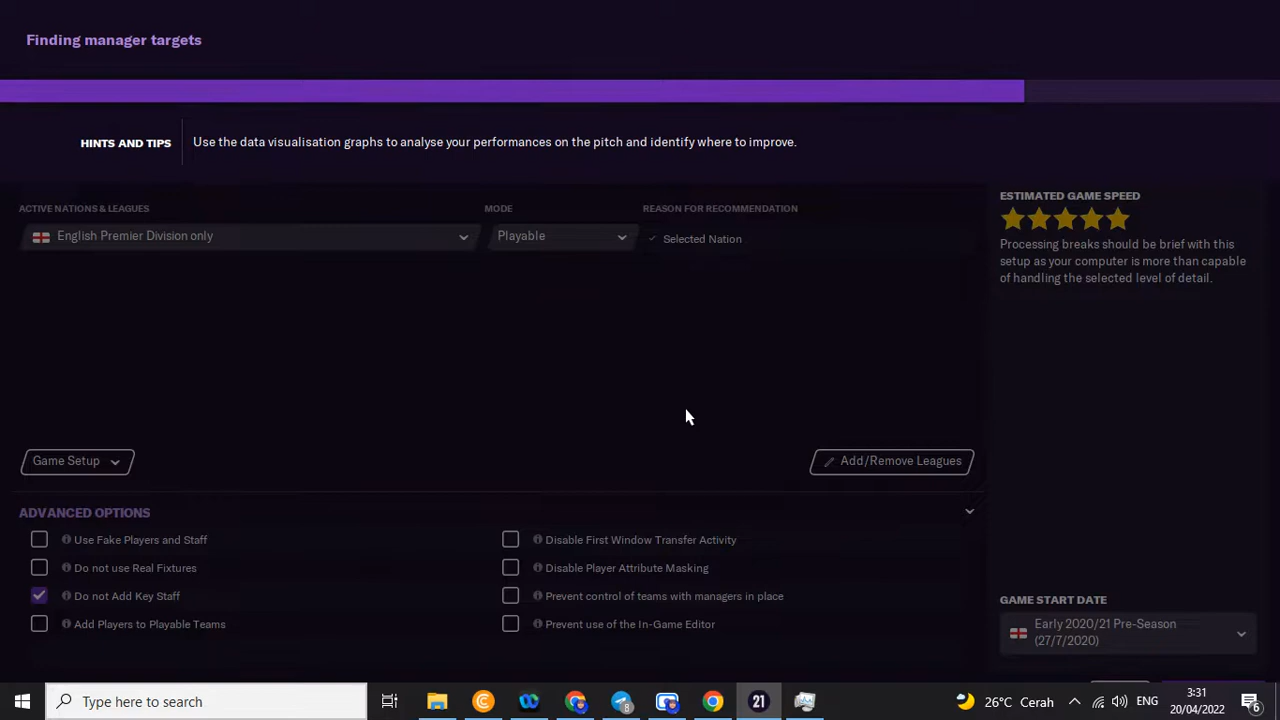 Finding manager targets
HINTS AND TIPS
Use the data visualisation graphs to analyse your performances on the pitch and identify where to improve.
ACTIVE NATIONS & LEAGUES
MODE
REASON FOR RECOMMENDATION
English Premier Division only
Playable
Selected Nation
ESTIMATED GAME SPEED
Processing breaks should be brief with this
setup as your computer is more than capable
of handling the selected level of detail.
Game Setup
Add/Remove Leagues
ADVANCED OPTIONS
Use Fake Players and Staff
Disable First Window Transfer Activity
Do not use Real Fixtures
Disable Player Attribute Masking
Do not Add Key Staff
Prevent control of teams with managers in place
Add Players to Playable Teams
Prevent use of the In-Game Editor
GAME START DATE
Early 2020/21 Pre-Season
(27/7/2020)
Type here to search
8
21
26°C Cerah
ENG
3:31
20/04/2022
6